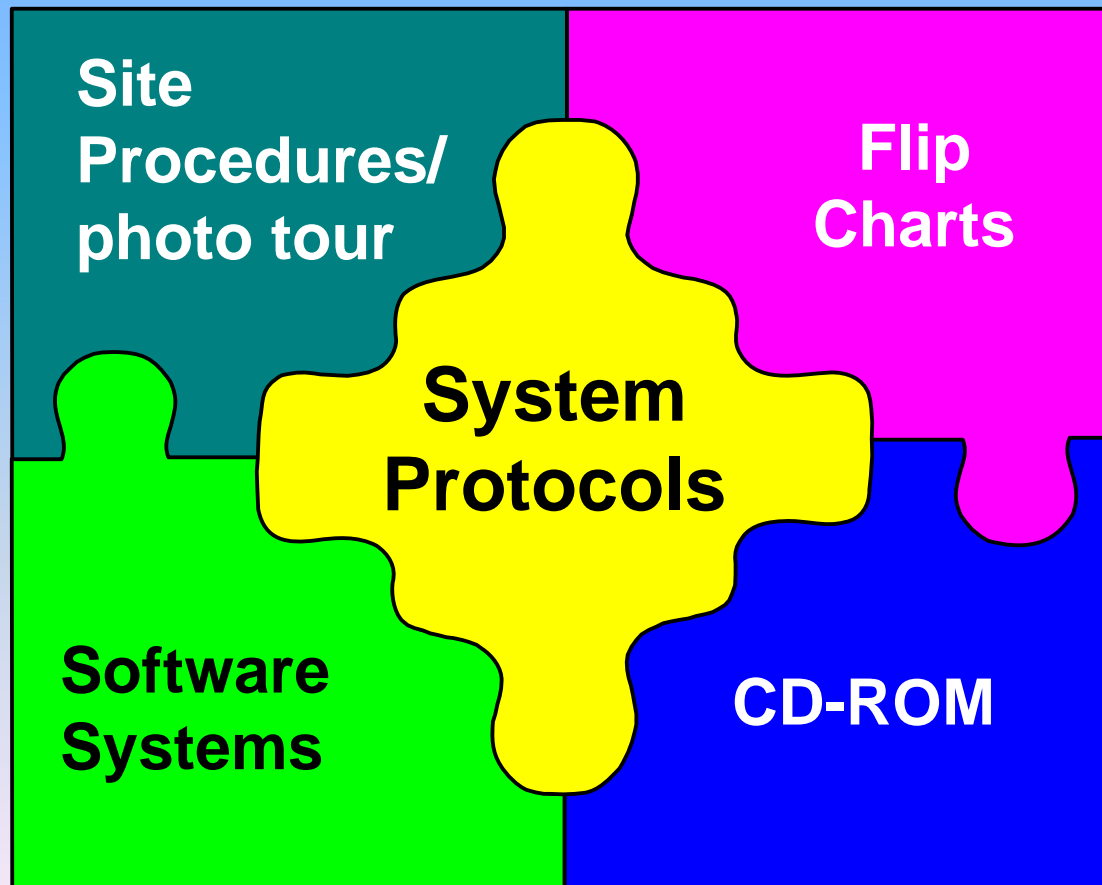 Site
Procedures/
photo tour
Flip
Charts
System
Protocols
Software
Systems
CD-ROM